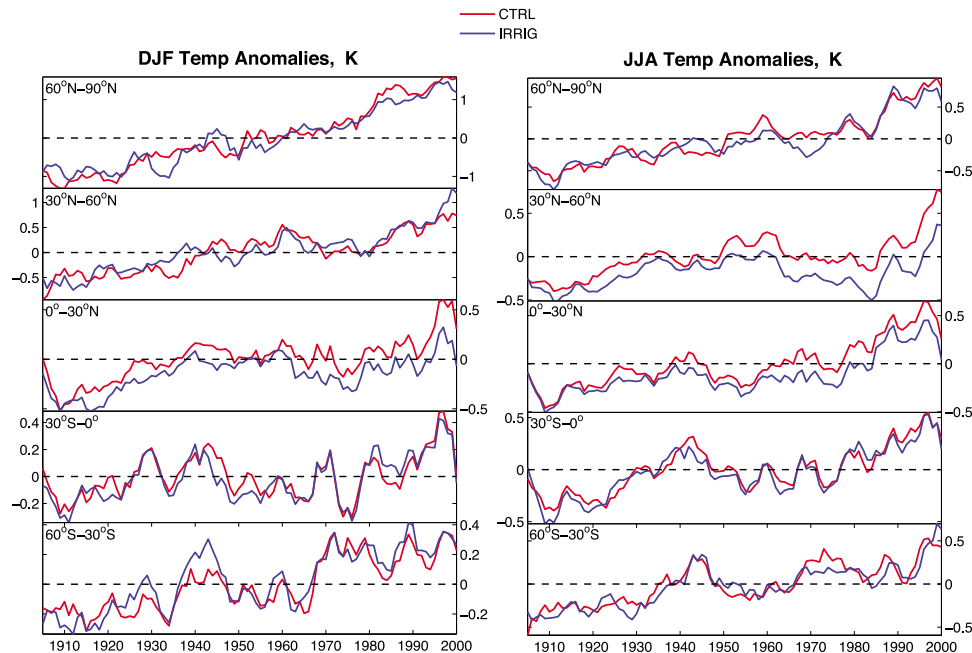 CTRL
IRRIG
DJF Temp Anomalies, K
60°N–90°N
1
0
−1
30°N–60°N
1
0.5
0
−0.5
0°–30°N
0.5
0
−0.5
30°S–0°
0.4
0.2
0
−0.2
60°S–30°S
0.4
0.2
0
−0.2
1910 1920 1930 1940 1950 1960 1970 1980 1990 2000
JJA Temp Anomalies, K
60°N–90°N
0.5
0
−0.5
30°N–60°N
0.5
0
−0.5
0°–30°N
0.5
0
−0.5
30°S–0°
0.5
0
−0.5
60°S–30°S
0.5
0
−0.5
1910 1920 1930 1940 1950 1960 1970 1980 1990 2000